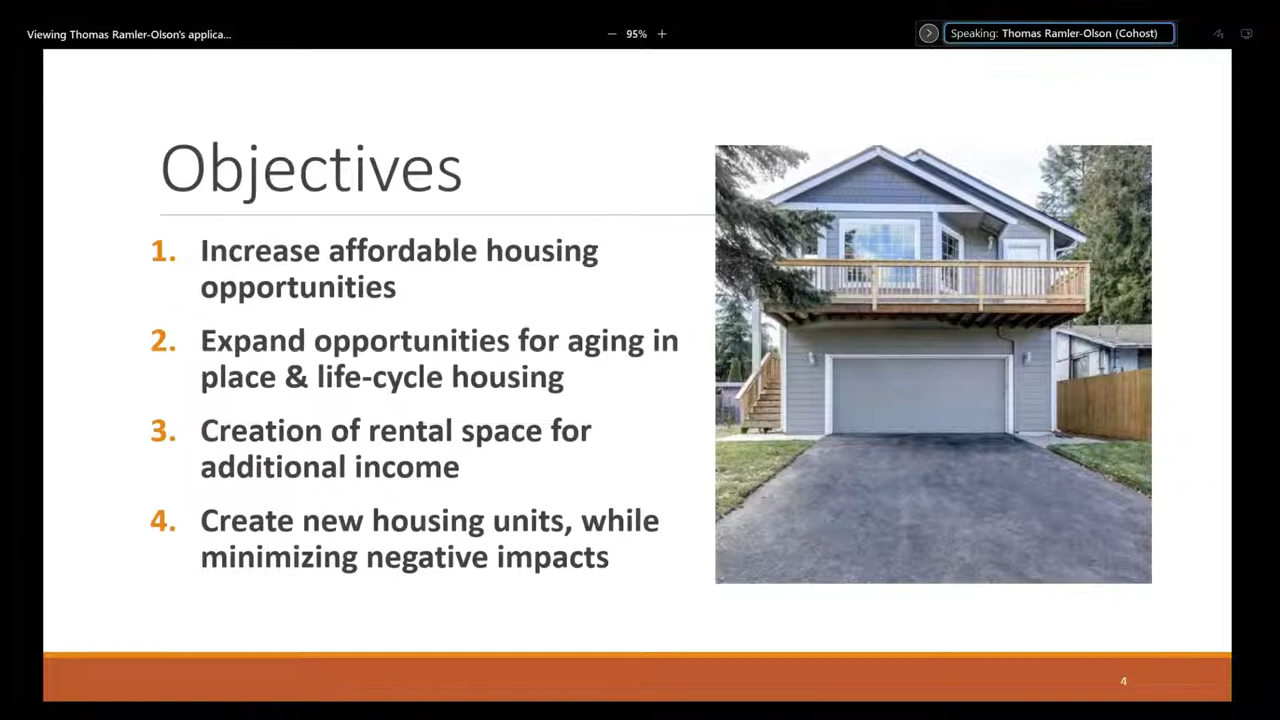 Viewing Thomas Ramler-Olson's applica...
95%
Speaking: Thomas Ramler-Olson (Cohost)
Objectives
1. Increase affordable housing
opportunities
2. Expand opportunities for aging in
place & life-cycle housing
3. Creation of rental space for
additional income
4. Create new housing units, while
minimizing negative impacts
4